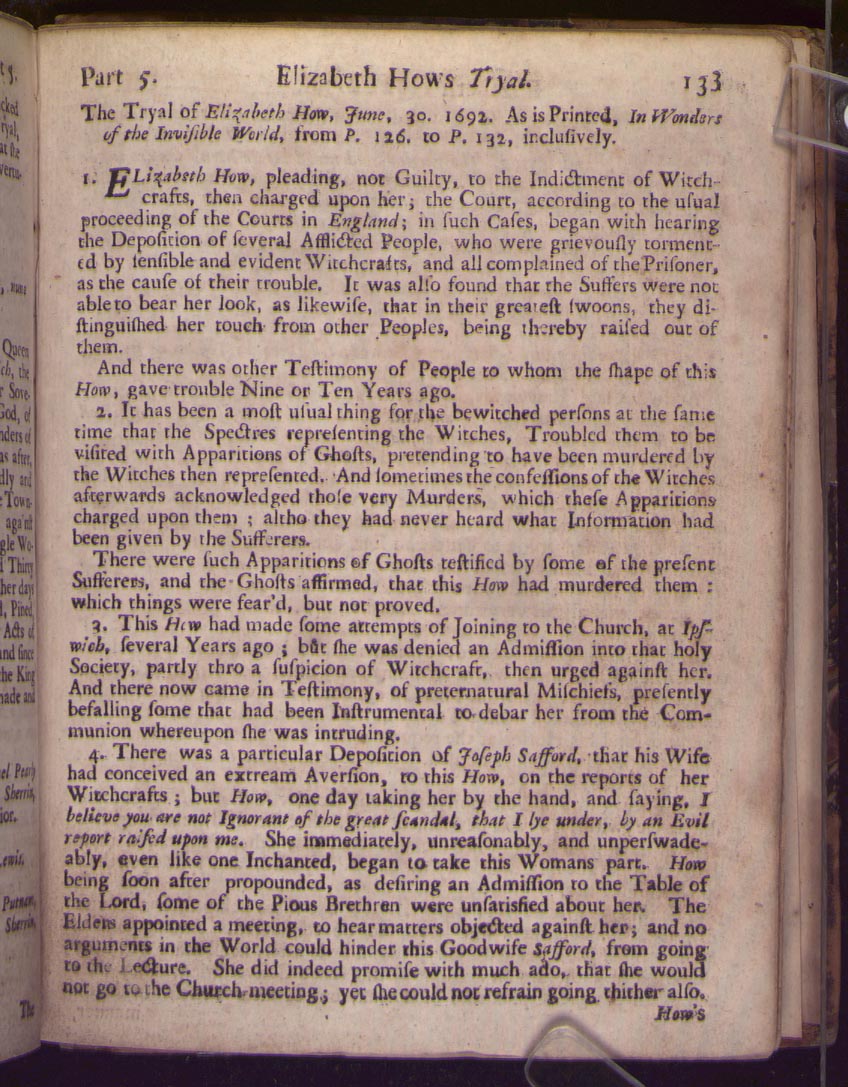 Part 5. Elizabeth Hows Tryal. 133
The Tryal of Elizabeth How, June, 30. 1692. As is Printed, In Wonders
of the Inviſible World, from P. 126. to P. 132, incluſively.
1. ELizabeth How, pleading, not Guilty, to the Indictment of Witch-
crafts, then charged upon her; the Court, according to the uſual
proceeding of the Courts in England; in ſuch Caſes, began with hearing
the Depoſition of ſeveral Afflicted People, who were grievouſly torment-
ed by ſenſible and evident Witchcrafts, and all complained of the Priſoner,
as the cauſe of their trouble. It was alſo found that the Suffers were not
able to bear her look, as likewiſe, that in their greateſt ſwoons, they di-
ſtinguiſhed her touch from other Peoples, being thereby raiſed out of
them.
And there was other Teſtimony of People to whom the ſhape of this
How, gave trouble Nine or Ten Years ago.
2. It has been a moſt uſual thing for the bewitched perſons at the ſame
time that the Spectres repreſenting the Witches, Troubled them to be
viſited with Apparitions of Ghoſts, pretending to have been murdered by
the Witches then repreſented. And ſometimes the confeſſions of the Witches
afterwards acknowledged thoſe very Murders, which theſe Apparitions
charged upon them ; altho they had never heard what Information had
been given by the Sufferers.
There were ſuch Apparitions of Ghoſts teſtified by ſome of the preſent
Sufferers, and the Ghoſts affirmed, that this How had murdered them :
which things were fear'd, but not proved.
3. This How had made ſome attempts of Joining to the Church, at Ipſ-
wich, ſeveral Years ago ; but ſhe was denied an Admiſſion into that holy
Society, partly thro a ſuſpicion of Witchcraft, then urged againſt her.
And there now came in Teſtimony, of preternatural Miſchiefs, preſently
befalling ſome that had been Inſtrumental to debar her from the Com-
munion whereupon ſhe was intruding.
4. There was a particular Depoſition of Joſeph Safford, that his Wife
had conceived an extream Averſion, to this How, on the reports of her
Witchcrafts ; but How, one day taking her by the hand, and ſaying, I
believe you are not Ignorant of the great ſcandal, that I lye under, by an Evil
report raiſed upon me. She immediately, unreaſonably, and unperſwade-
ably, even like one Inchanted, began to take this Womans part. How
being ſoon after propounded, as deſiring an Admiſſion to the Table of
the Lord, ſome of the Pious Brethren were unſatisfied about her. The
Elders appointed a meeting, to hear matters objected againſt her; and no
arguments in the World could hinder this Goodwife Safford, from going
to the Lecture. She did indeed promiſe with much ado, that ſhe would
not go to the Church-meeting; yet ſhe could not refrain going thither alſo.
How's